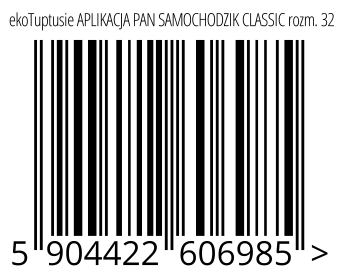 ekoTuptusie APLIKACJA PAN SAMOCHODZIK CLASSIC rozm. 32
5 904422 606985 >